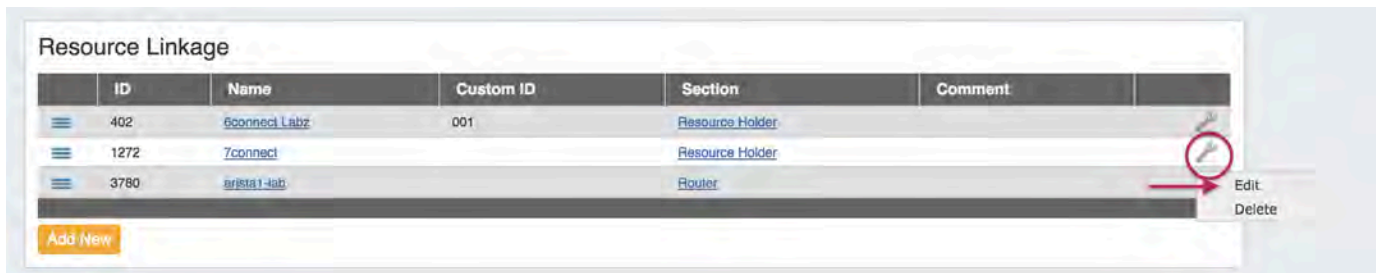 Resource Linkage
ID Name Custom ID Section Comment
402 6connect Labz 001 Resource Holder
1272 7connect Resource Holder
3780 arista1-lab Router
Edit
Delete
Add New